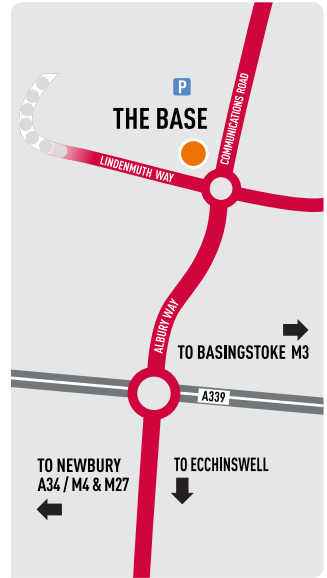 P
THE BASE
COMMUNICATIONS ROAD
LINDENMUTH WAY
ALBURY WAY
TO BASINGSTOKE M3
A339
TO NEWBURY
A34 / M4 & M27
TO ECCHINSWELL